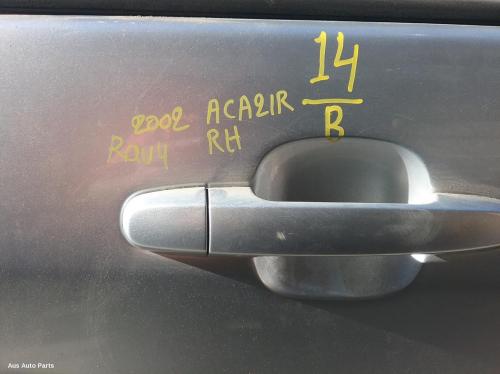 14
B
2002 ACA21R
Rav4 RH
Aus Auto Parts